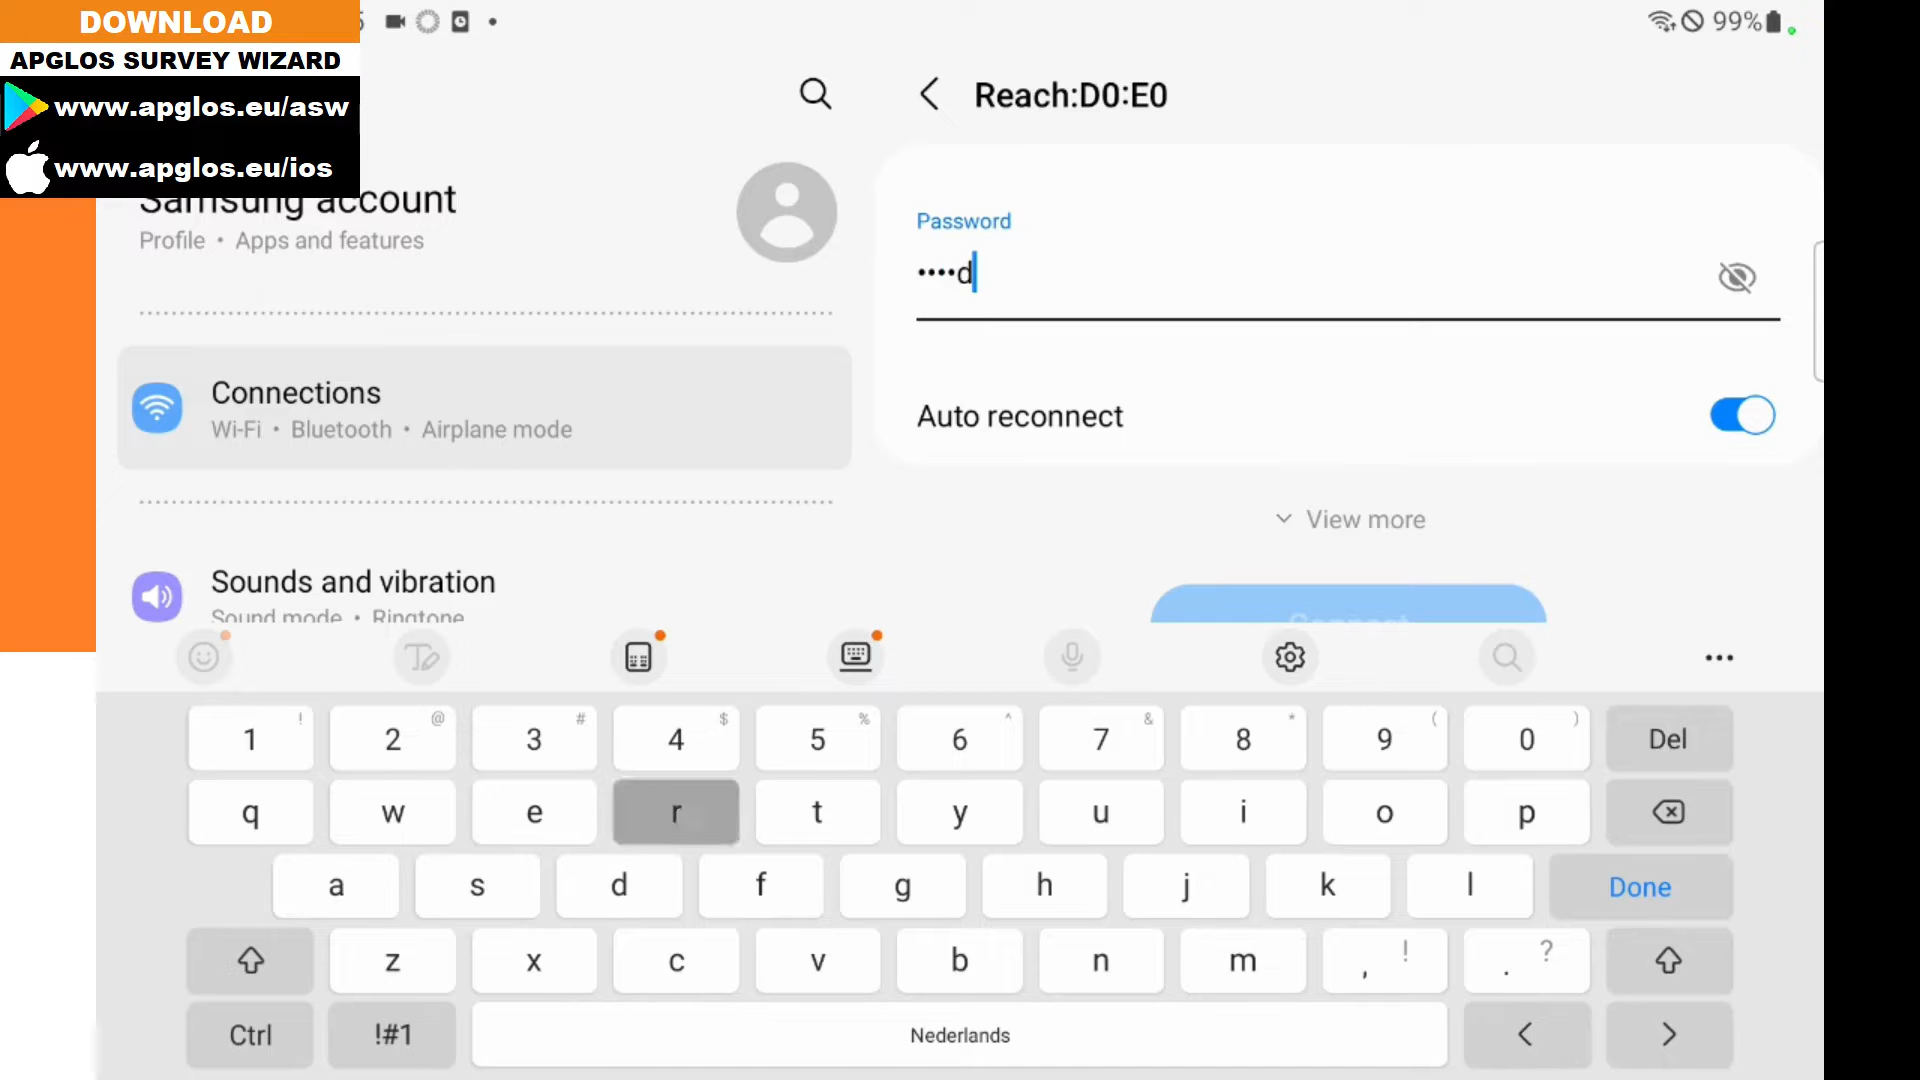 DOWNLOAD
APGLOS SURVEY WIZARD
www.apglos.eu/asw
www.apglos.eu/ios
99%
Reach:D0:E0
Samsung account
Profile • Apps and features
Password
••••d
Connections
Wi-Fi • Bluetooth • Airplane mode
Auto reconnect
View more
Sounds and vibration
Sound mode • Ringtone
Connect
1 ! 2 @ 3 # 4 $ 5 % 6 ^ 7 & 8 * 9 ( 0 ) Del
q w e r t y u i o p
a s d f g h j k l Done
z x c v b n m , ! . ?
Ctrl !#1 Nederlands < >